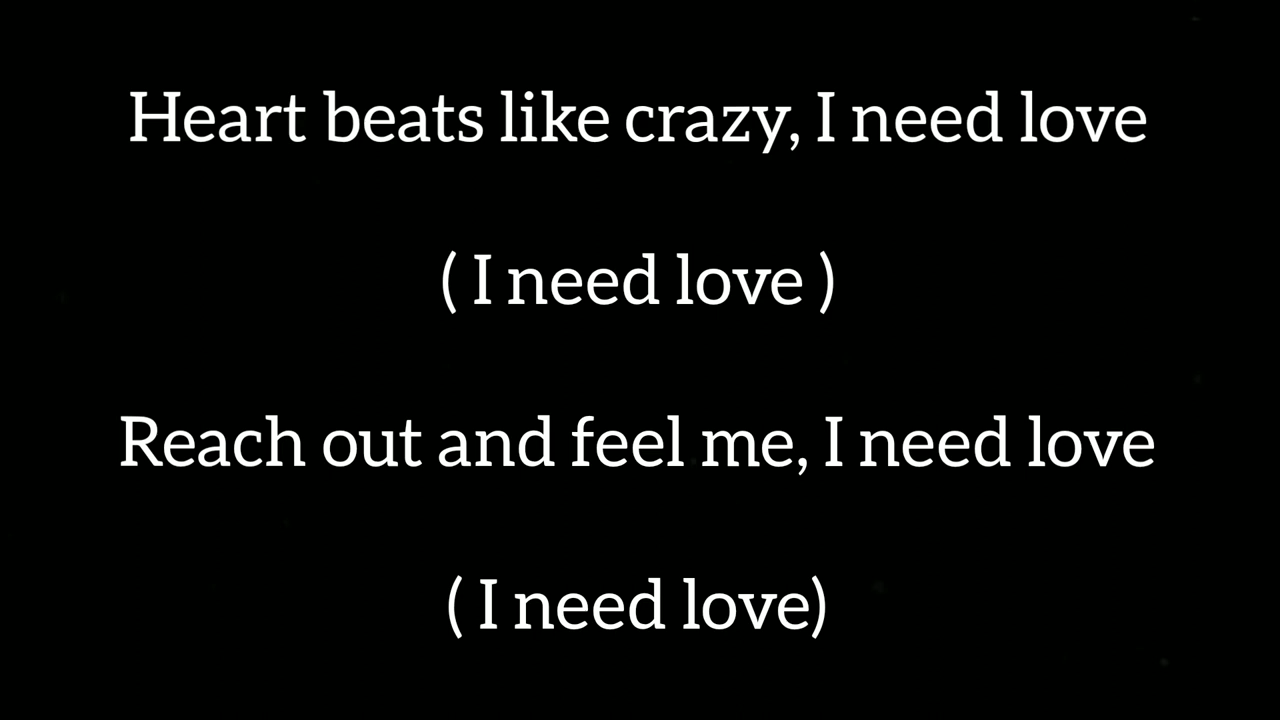 Heart beats like crazy, I need love
( I need love )
Reach out and feel me, I need love
( I need love)